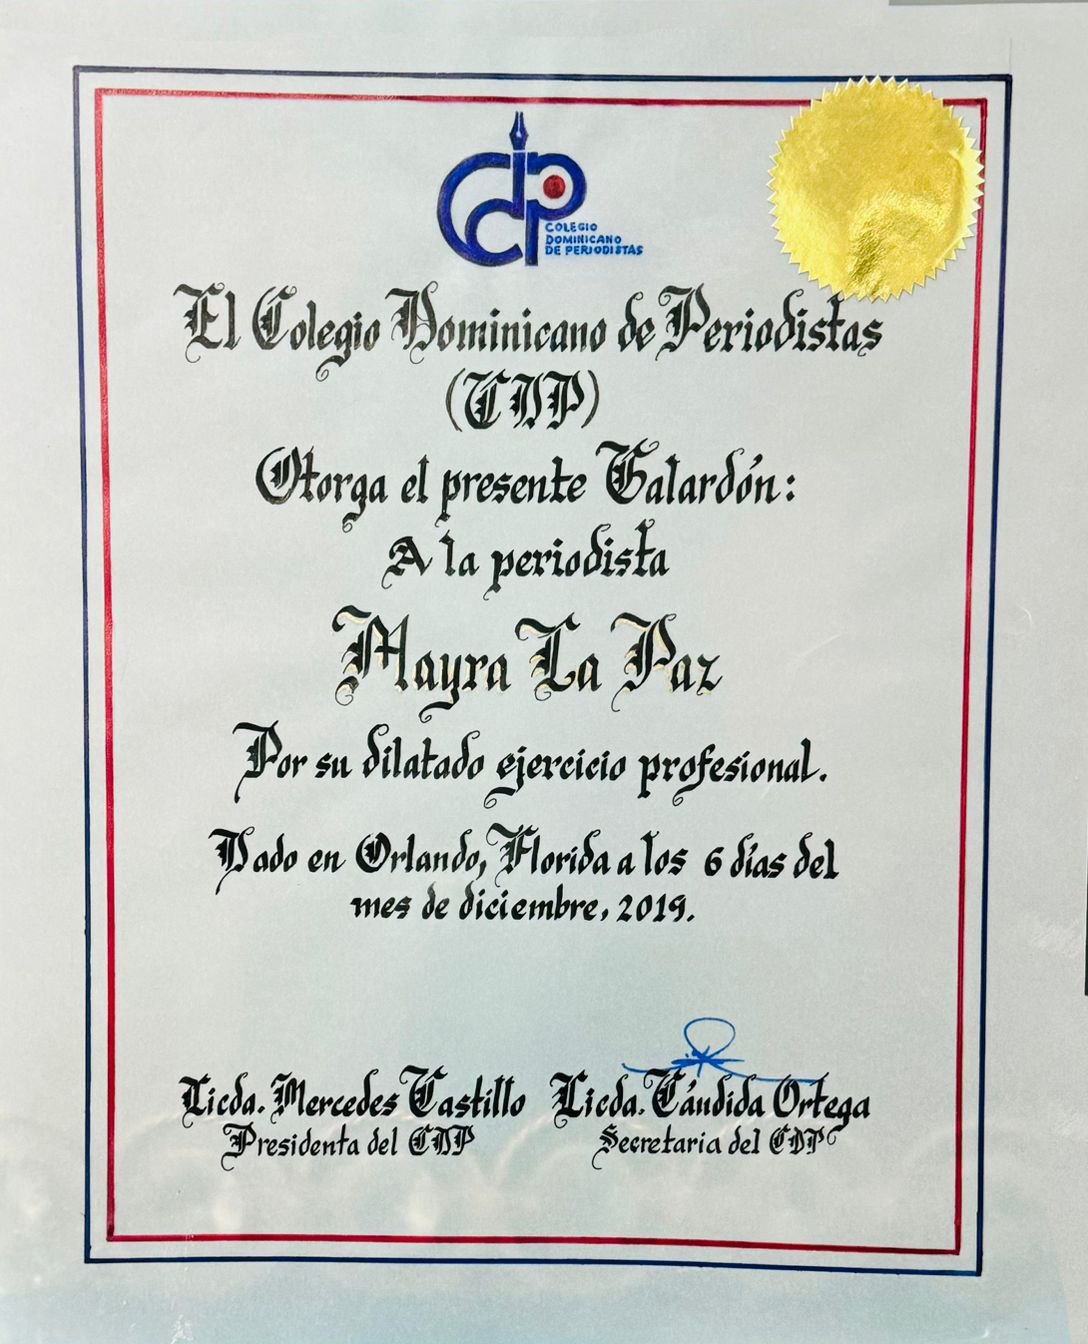 COLEGIO
DOMINICANO
DE PERIODISTAS
El Colegio Dominicano de Periodistas
(CDP)
Otorga el presente Galardón:
A la periodista
Mayra La Paz
Por su dilatado ejercicio profesional.
Dado en Orlando, Florida a los 6 días del
mes de diciembre, 2019.
Licda. Mercedes Castillo Licda. Cándida Ortega
Presidenta del CDP Secretaria del CDP